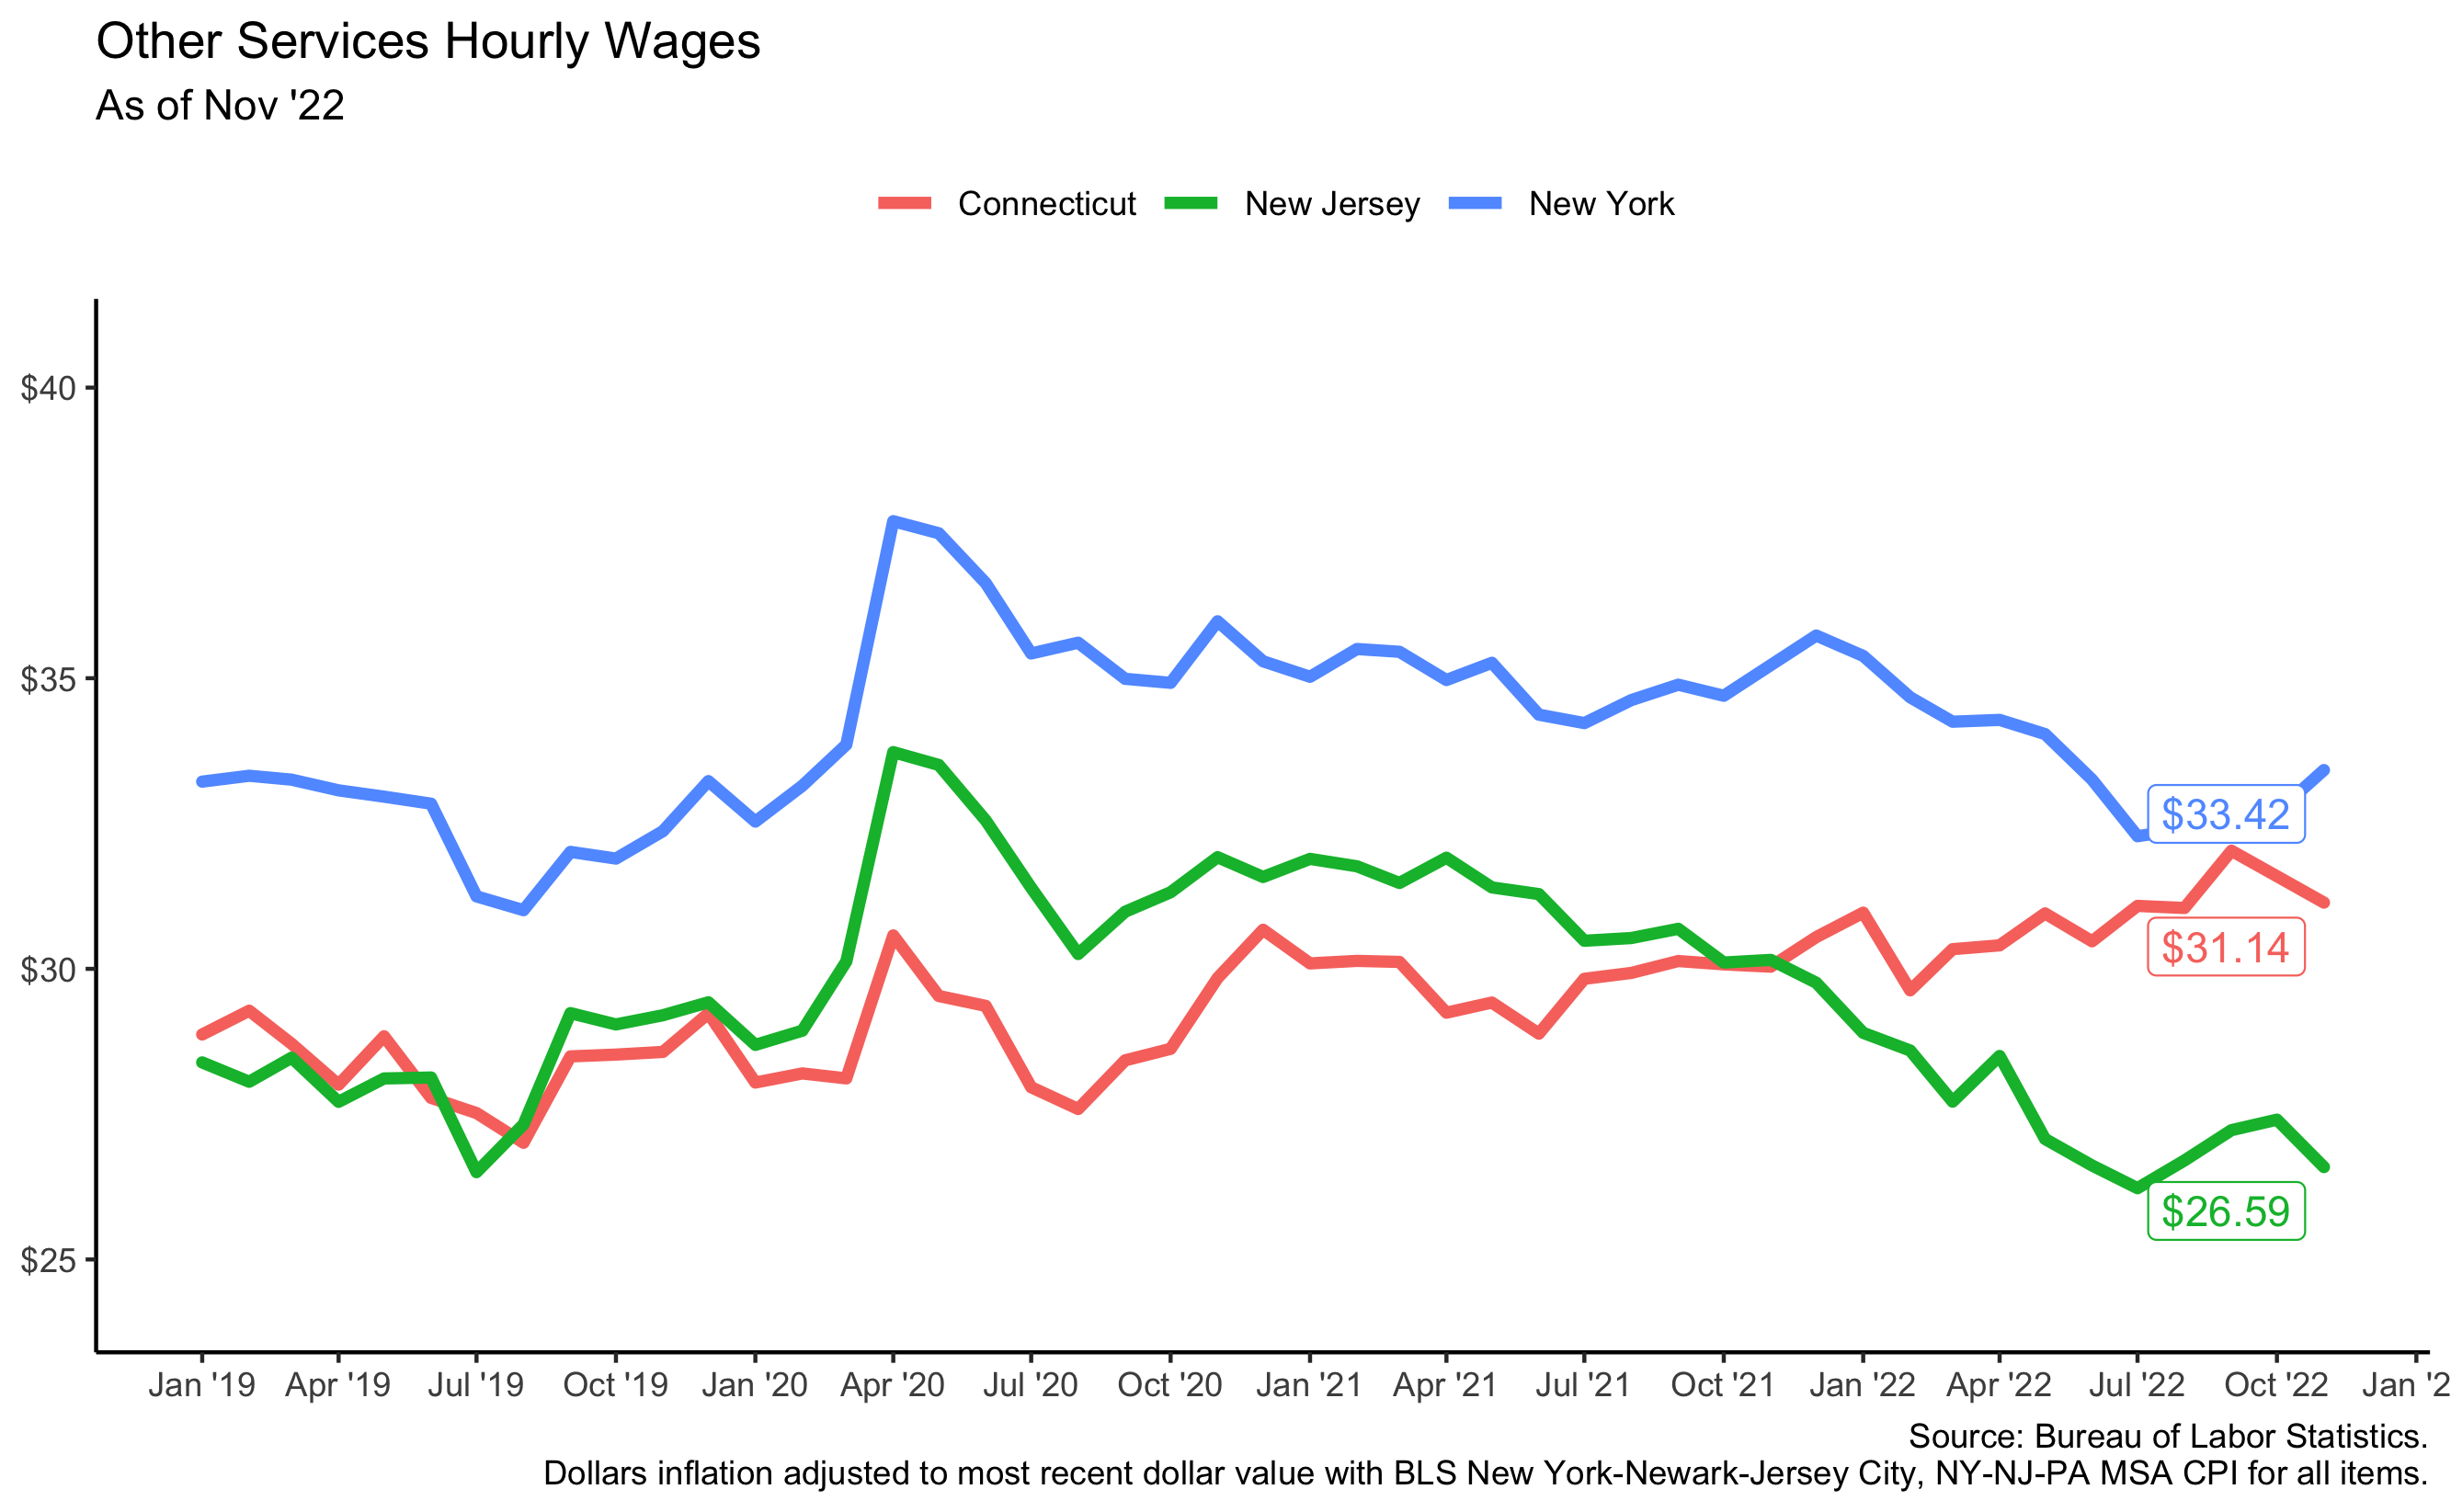 Other Services Hourly Wages
As of Nov '22
Connecticut New Jersey New York
$40
$35
$30
$25
$33.42
$31.14
$26.59
Jan '19 Apr '19 Jul '19 Oct '19 Jan '20 Apr '20 Jul '20 Oct '20 Jan '21 Apr '21 Jul '21 Oct '21 Jan '22 Apr '22 Jul '22 Oct '22 Jan '2
Source: Bureau of Labor Statistics.
Dollars inflation adjusted to most recent dollar value with BLS New York-Newark-Jersey City, NY-NJ-PA MSA CPI for all items.